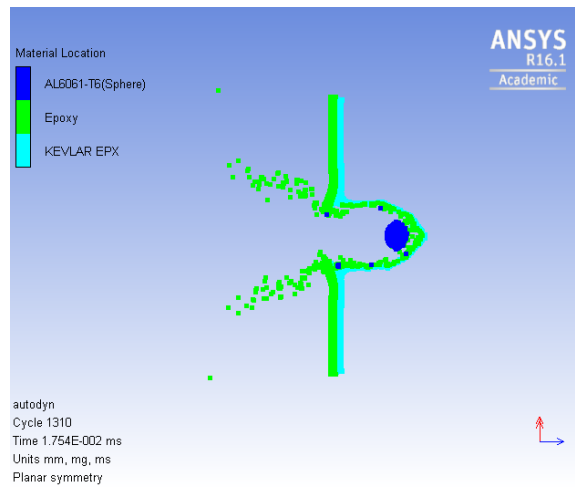 ANSYS
R16.1
Academic
Material Location
AL6061-T6(Sphere)
Epoxy
KEVLAR EPX
autodyn
Cycle 1310
Time 1.754E-002 ms
Units mm, mg, ms
Planar symmetry